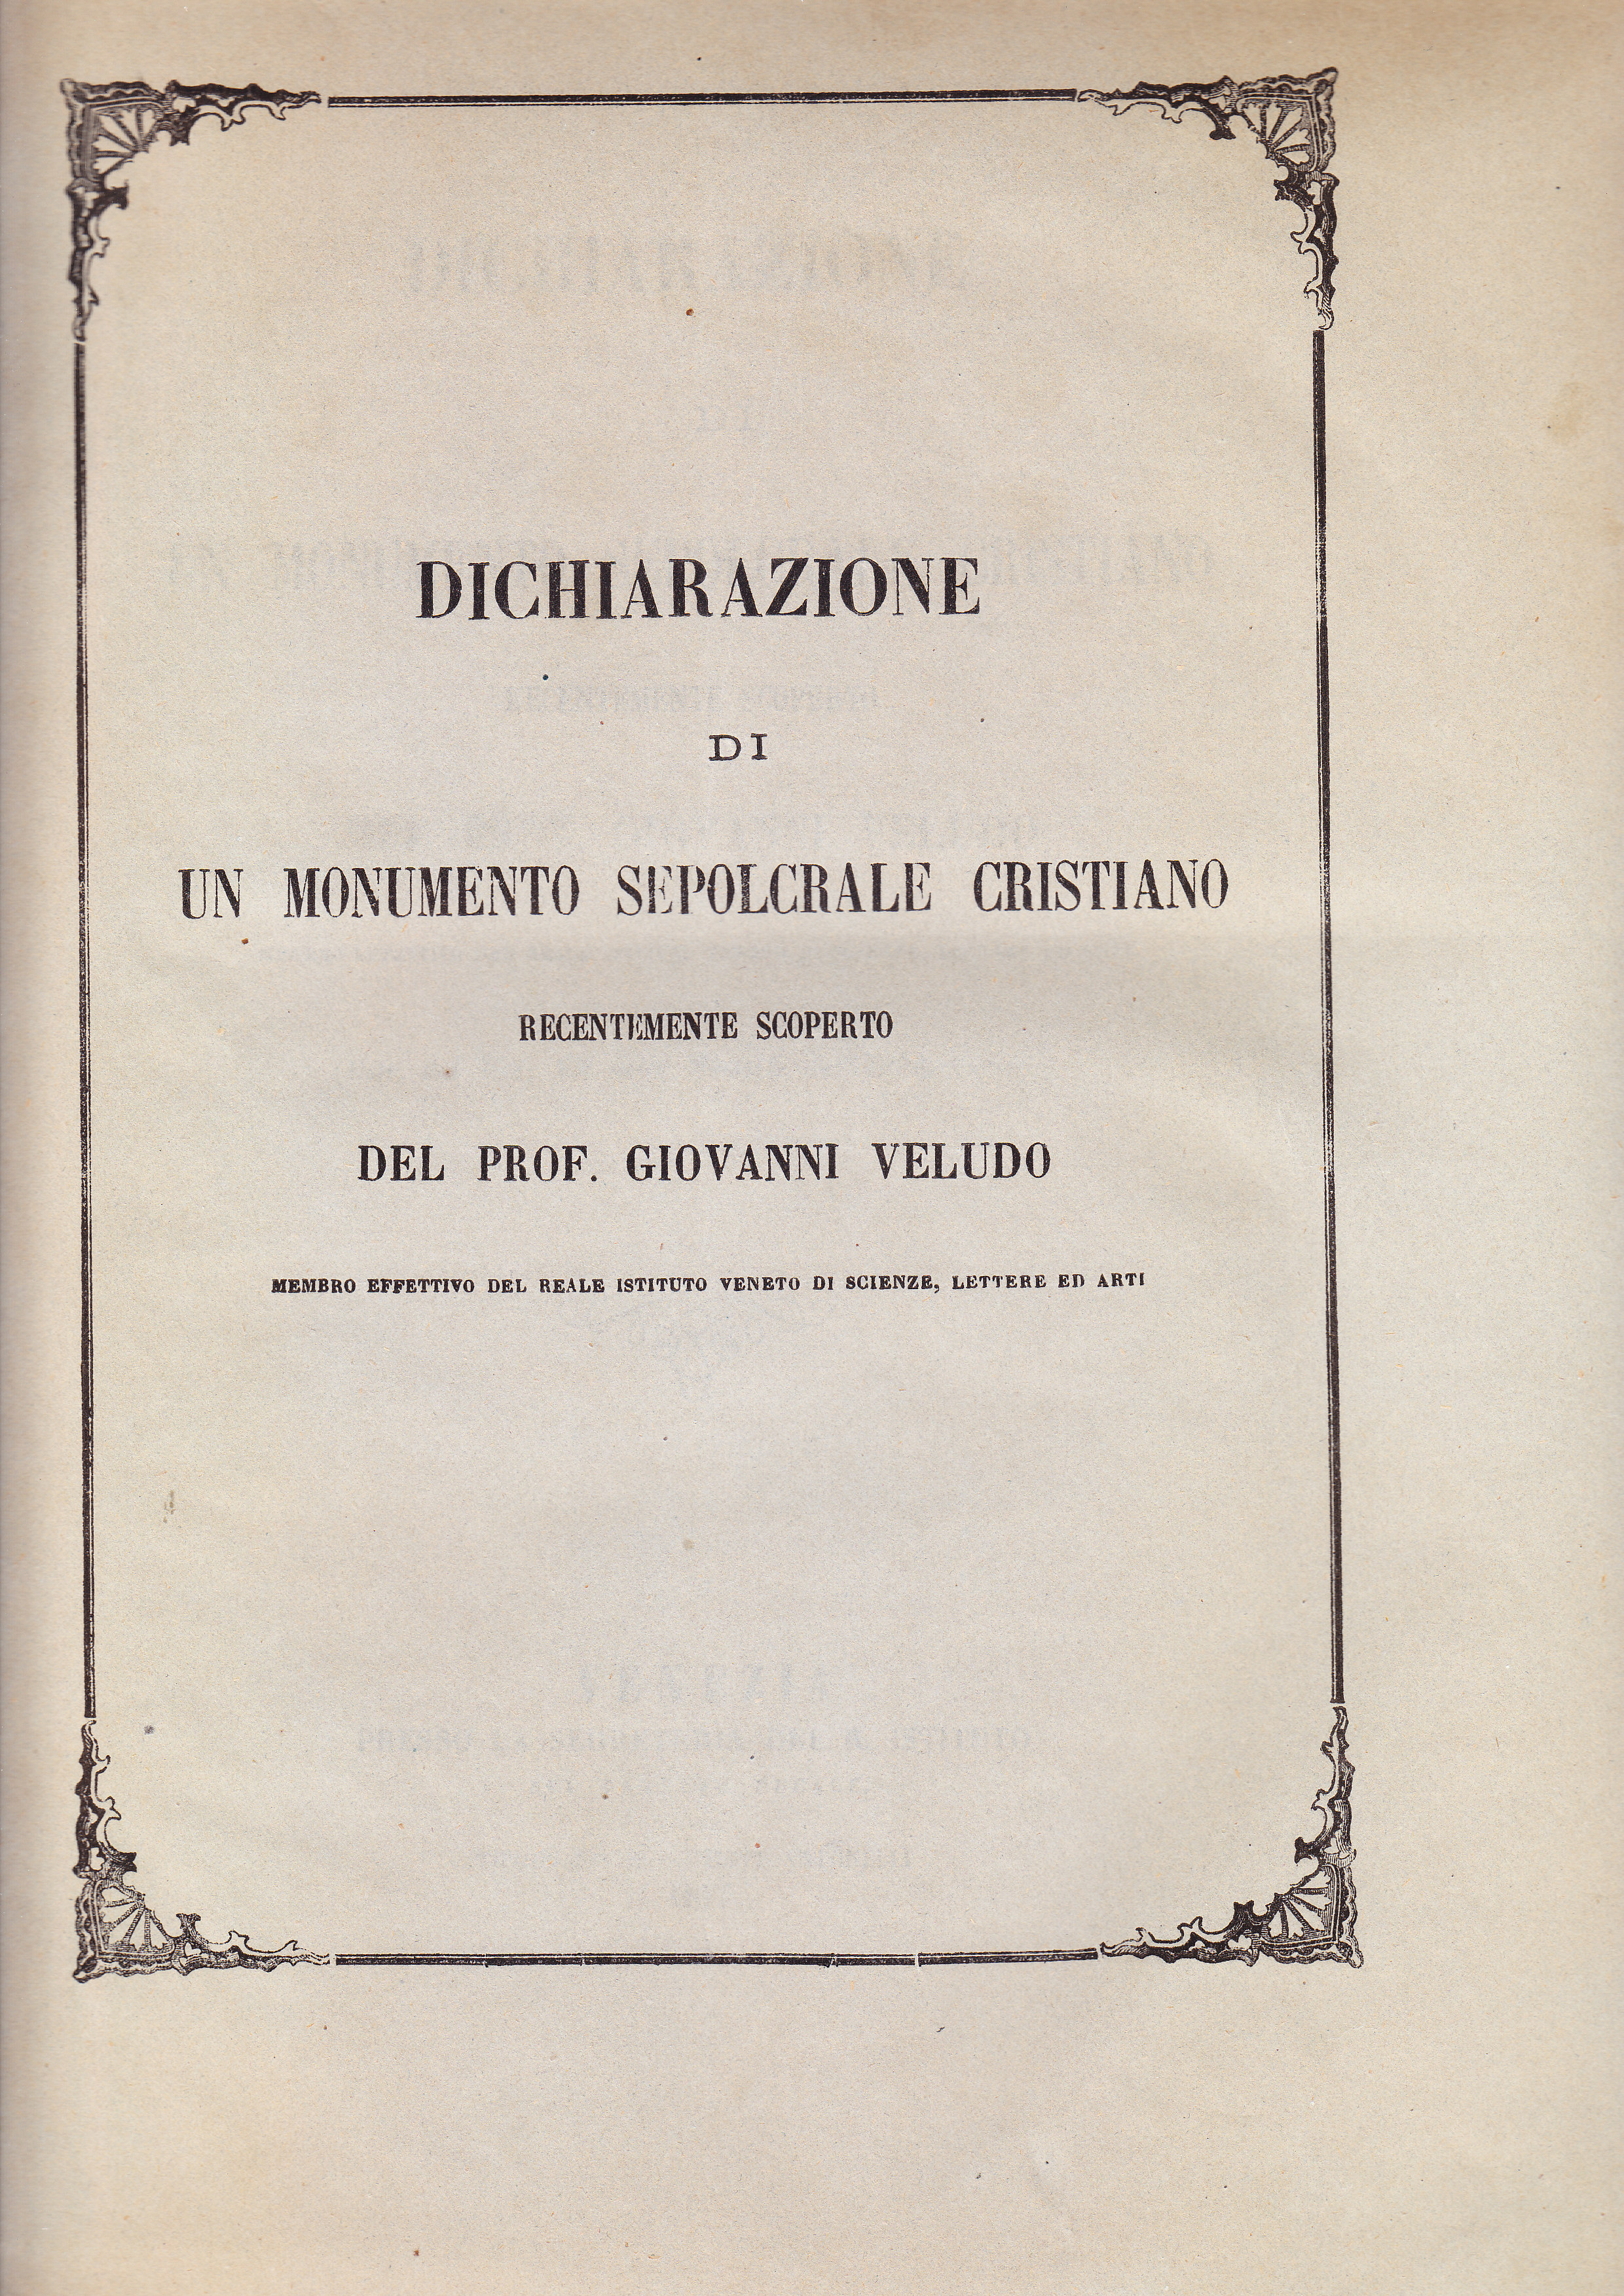 DICHIARAZIONE
DI
UN MONUMENTO SEPOLCRALE CRISTIANO
RECENTEMENTE SCOPERTO
DEL PROF. GIOVANNI VELUDO
MEMBRO EFFETTIVO DEL REALE ISTITUTO VENETO DI SCIENZE, LETTERE ED ARTI